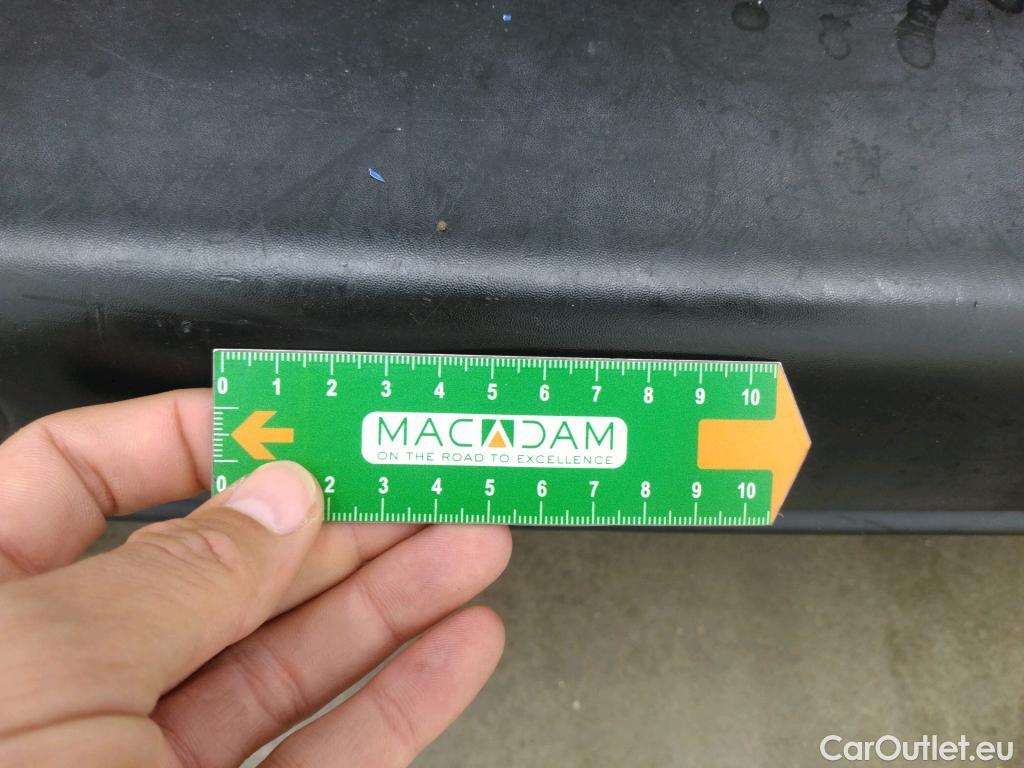 0 1 2 3 4 5 6 7 8 9 10
MACADAM
ON THE ROAD TO EXCELLENCE
0 2 3 4 5 6 7 8 9 10
CarOutlet.eu